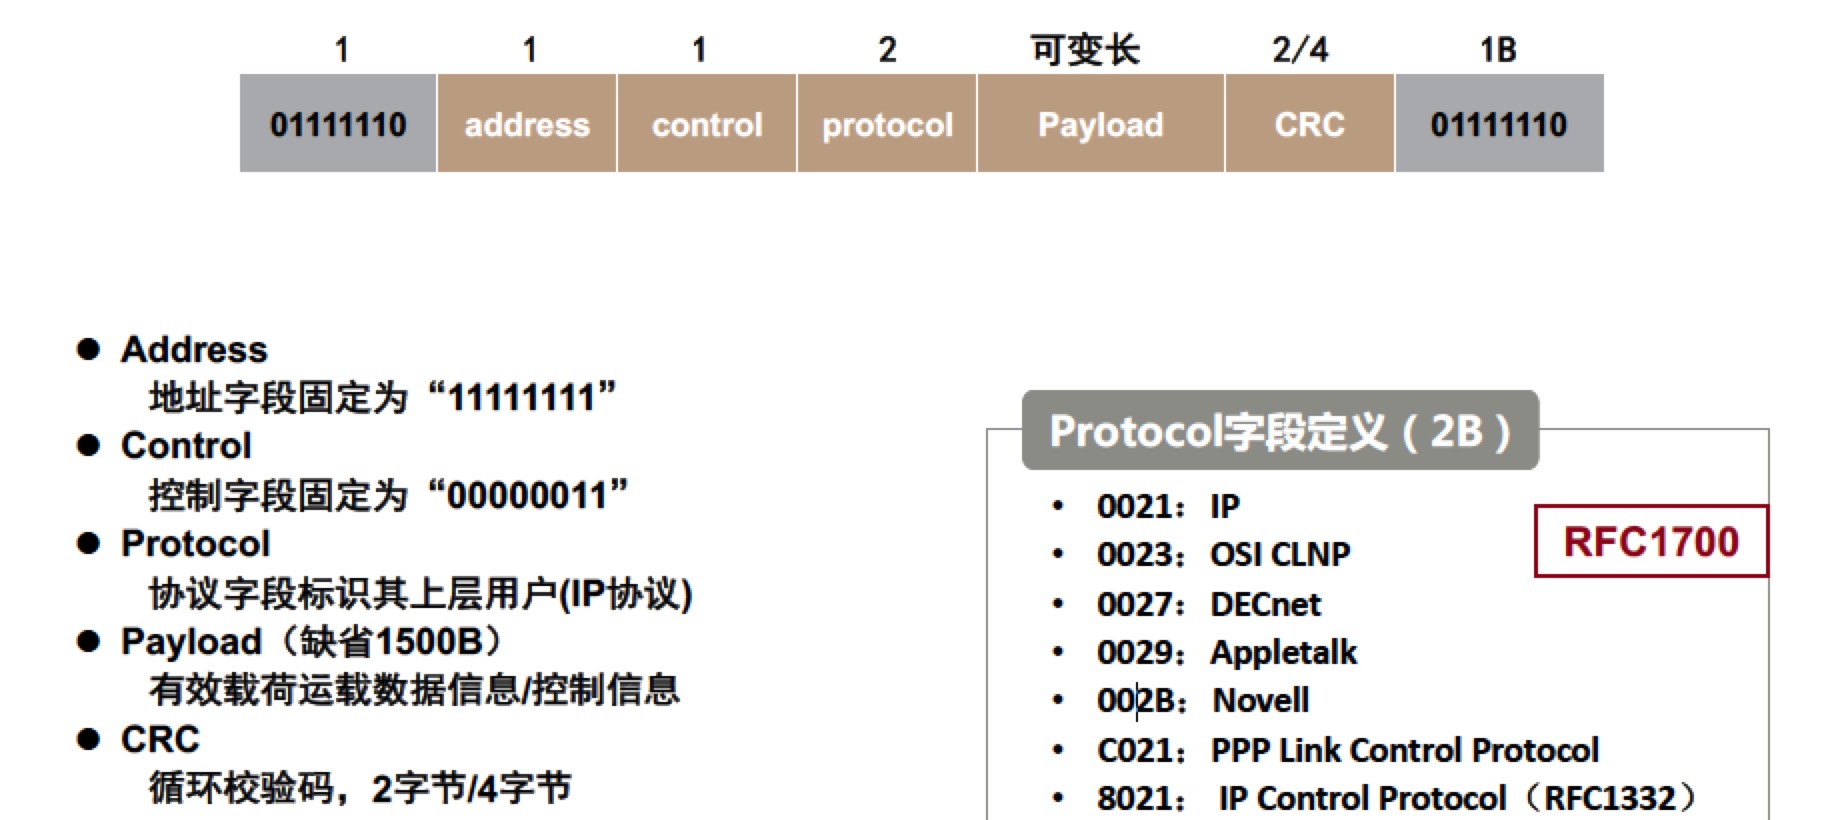 1 1 1 2 可变长 2/4 1B
01111110 address control protocol Payload CRC 01111110
● Address
地址字段固定为“11111111”
● Control
控制字段固定为“00000011”
● Protocol
协议字段标识其上层用户(IP协议)
● Payload（缺省1500B）
有效载荷运载数据信息/控制信息
● CRC
循环校验码，2字节/4字节
Protocol字段定义（2B）
• 0021： IP
RFC1700
• 0023： OSI CLNP
• 0027： DECnet
• 0029： Appletalk
• 002B： Novell
• C021： PPP Link Control Protocol
• 8021： IP Control Protocol（RFC1332）